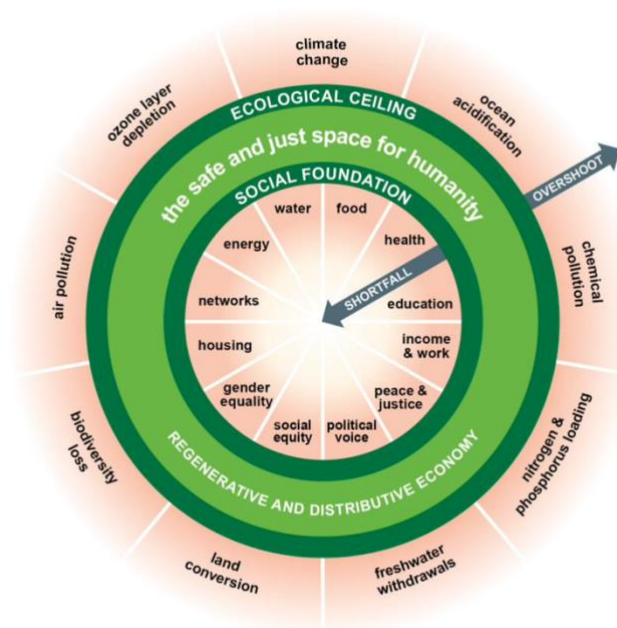 climate
change
ocean
acidification
chemical
pollution
nitrogen &
phosphorus loading
freshwater
withdrawals
land
conversion
biodiversity
loss
air pollution
ozone layer
depletion
OVERSHOOT
ECOLOGICAL CEILING
the safe and just space for humanity
SOCIAL FOUNDATION
water
food
health
SHORTFALL
education
income
& work
peace &
justice
political
voice
social
equity
gender
equality
housing
networks
energy
REGENERATIVE AND DISTRIBUTIVE ECONOMY